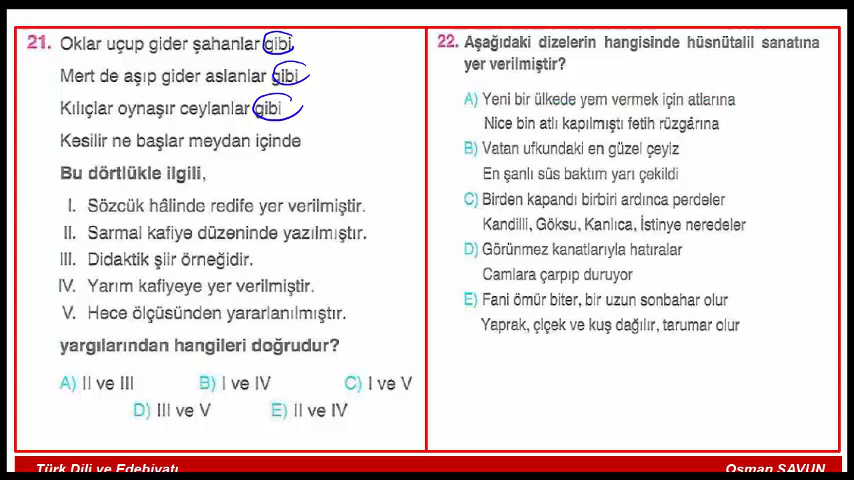 21. Oklar uçup gider şahanlar gibi
Mert de aşıp gider aslanlar gibi
Kılıçlar oynaşır ceylanlar gibi
Kesilir ne başlar meydan içinde
Bu dörtlükle ilgili,
I. Sözcük hâlinde redife yer verilmiştir.
II. Sarmal kafiye düzeninde yazılmıştır.
III. Didaktik şiir örneğidir.
IV. Yarım kafiyeye yer verilmiştir.
V. Hece ölçüsünden yararlanılmıştır.
yargılarından hangileri doğrudur?
A) II ve III B) I ve IV C) I ve V
D) III ve V E) II ve IV
22. Aşağıdaki dizelerin hangisinde hüsnütalil sanatına
yer verilmiştir?
A) Yeni bir ülkede yem vermek için atlarına
Nice bin atlı kapılmıştı fetih rüzgârına
B) Vatan ufkundaki en güzel çeyiz
En şanlı süs baktım yarı çekildi
C) Birden kapandı birbiri ardınca perdeler
Kandilli, Göksu, Kanlıca, İstinye neredeler
D) Görünmez kanatlarıyla hatıralar
Camlara çarpıp duruyor
E) Fani ömür biter, bir uzun sonbahar olur
Yaprak, çiçek ve kuş dağılır, tarumar olur
Türk Dili ve Edebiyatı
Osman SAVUN